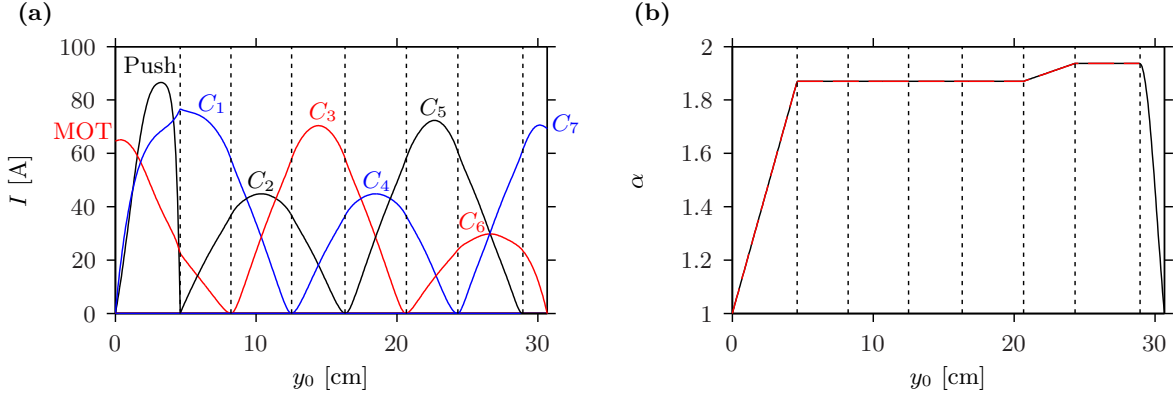 (a)
100
80
60
40
20
0
I [A]
0
10
20
30
y₀ [cm]
Push
MOT
C₁
C₂
C₃
C₄
C₅
C₆
C₇
(b)
2
1.8
1.6
1.4
1.2
1
α
0
10
20
30
y₀ [cm]